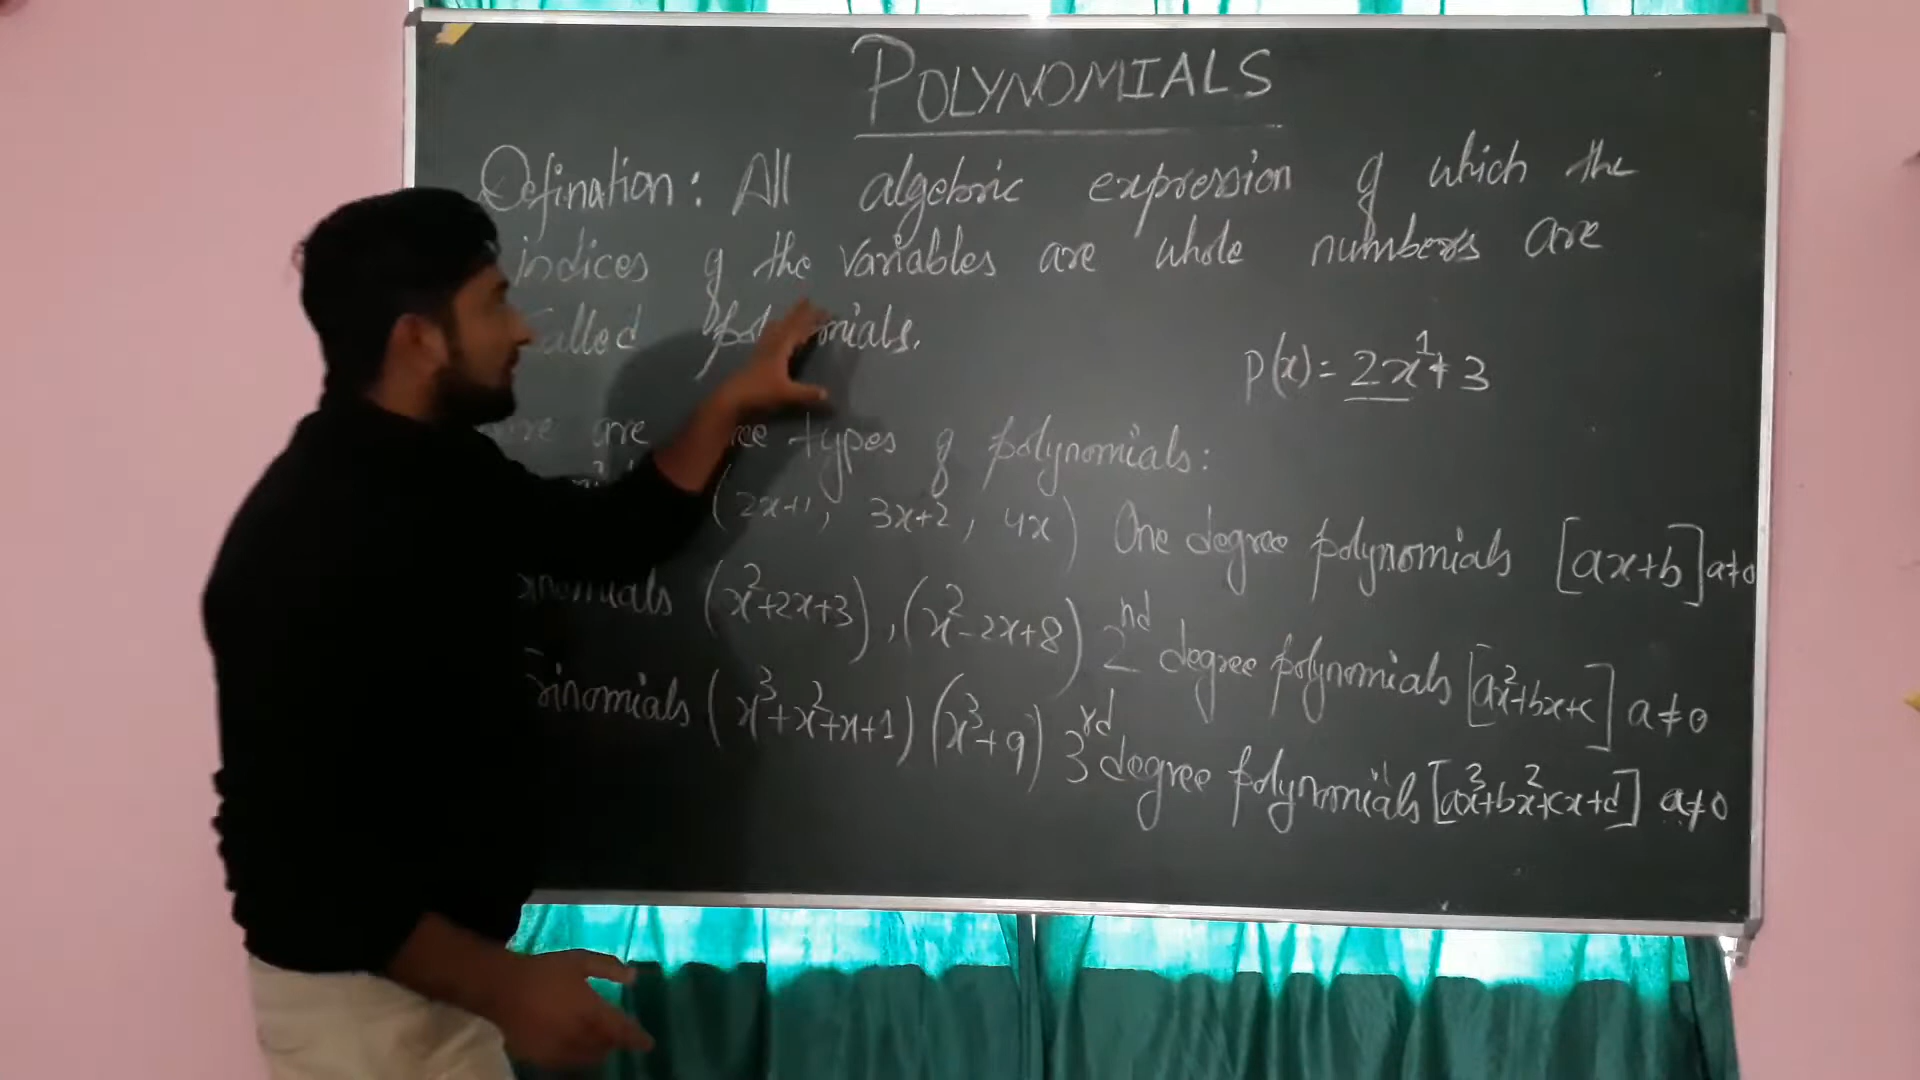 POLYNOMIALS
Defination: All algebric expression of which the
indices of the variables are whole numbers are
called polynomials.
p(x) = 2x¹+3
are types of polynomials:
(2x+1, 3x+2, 4x) One degree polynomials [ax+b] a≠0
(x²+2x+3), (x²-2x+8) 2nd degree polynomials [ax²+bx+c] a≠0
Trinomials (x³+x²+x+1) (x³+9) 3rd degree polynomials [ax³+bx²+cx+d] a≠0